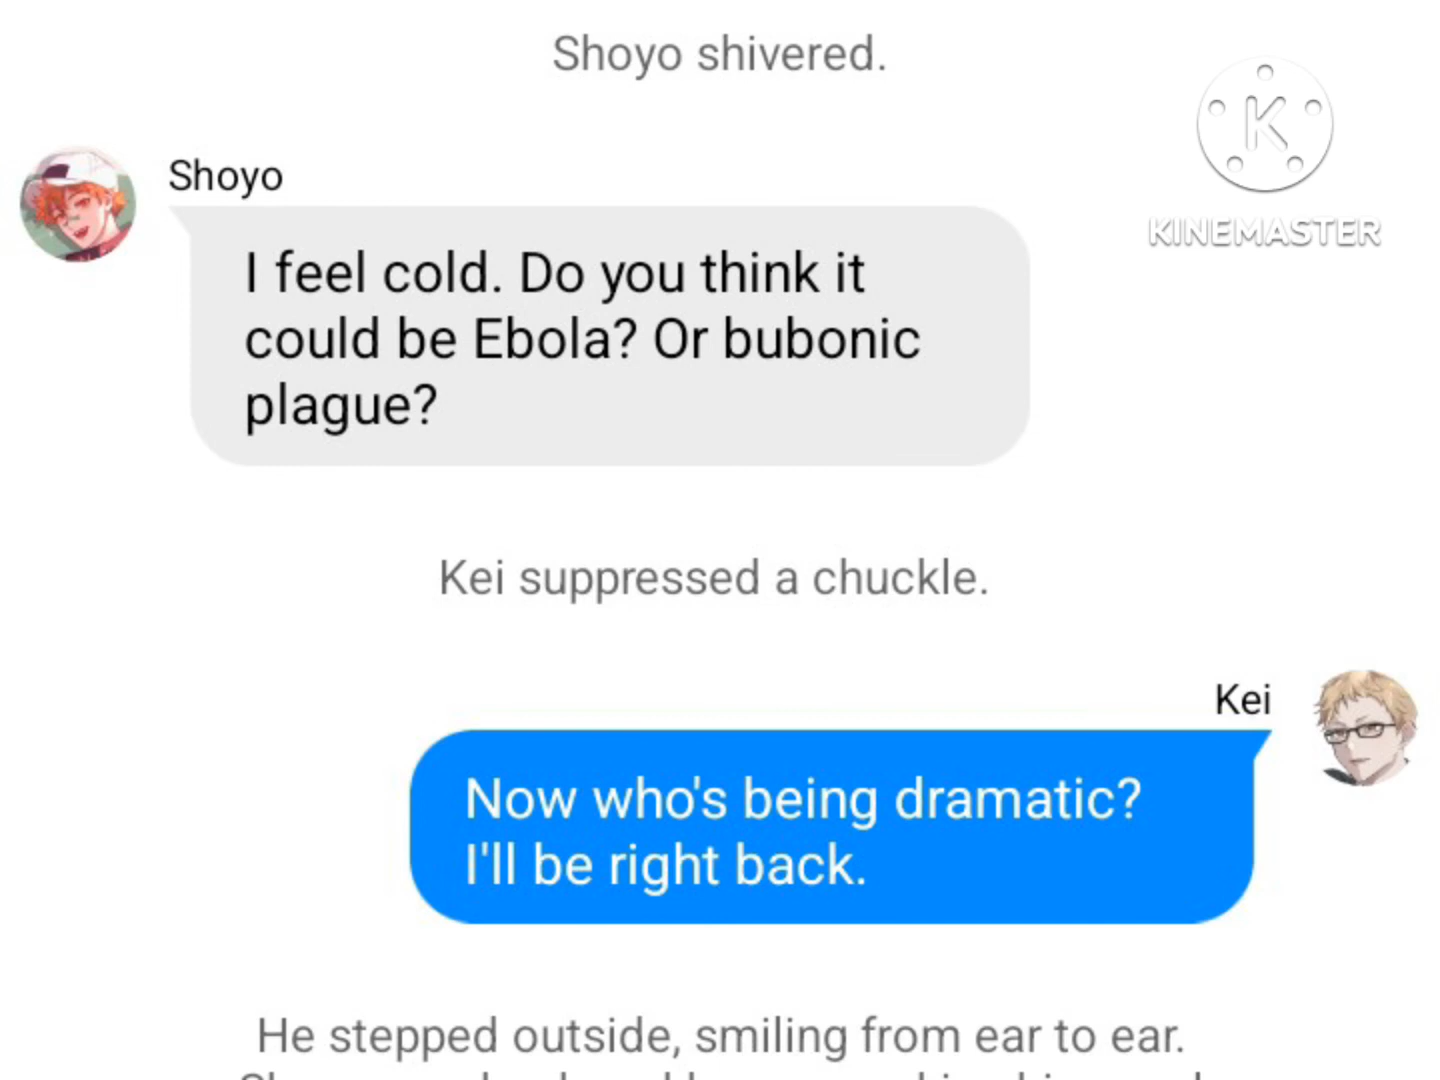 Shoyo shivered.
K
KINEMASTER
Shoyo
I feel cold. Do you think it
could be Ebola? Or bubonic
plague?
Kei suppressed a chuckle.
Kei
Now who's being dramatic?
I'll be right back.
He stepped outside, smiling from ear to ear.